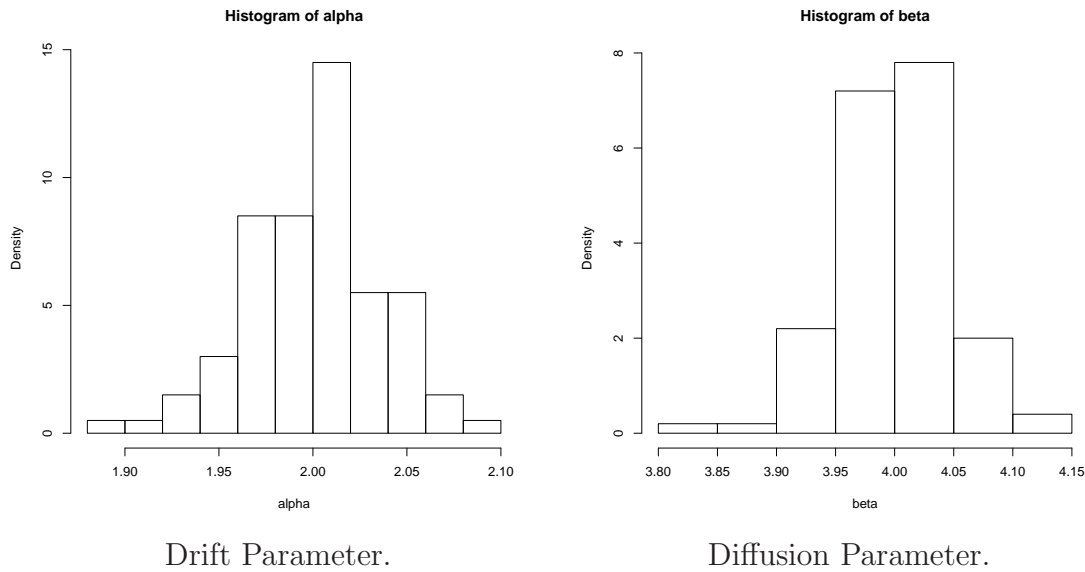 Histogram of alpha
Density
0
5
10
15
1.90 1.95 2.00 2.05 2.10
alpha
Drift Parameter.
Histogram of beta
Density
0
2
4
6
8
3.80 3.85 3.90 3.95 4.00 4.05 4.10 4.15
beta
Diffusion Parameter.